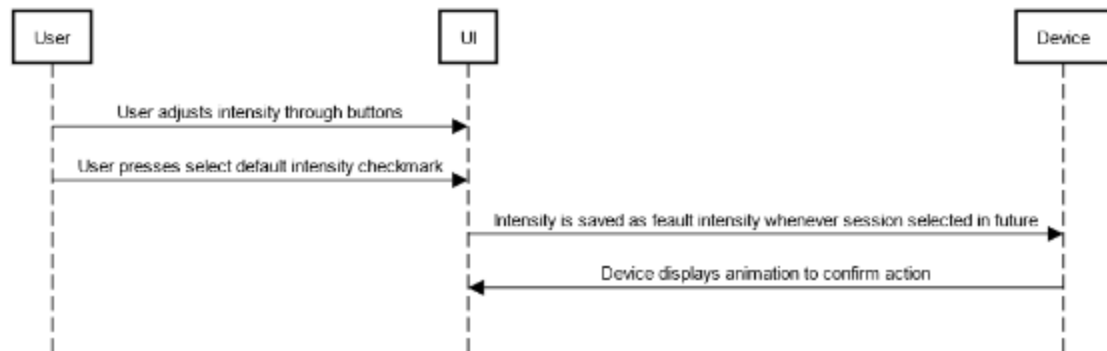 User
UI
Device
User adjusts intensity through buttons
User presses select default intensity checkmark
Intensity is saved as feault intensity whenever session selected in future
Device displays animation to confirm action